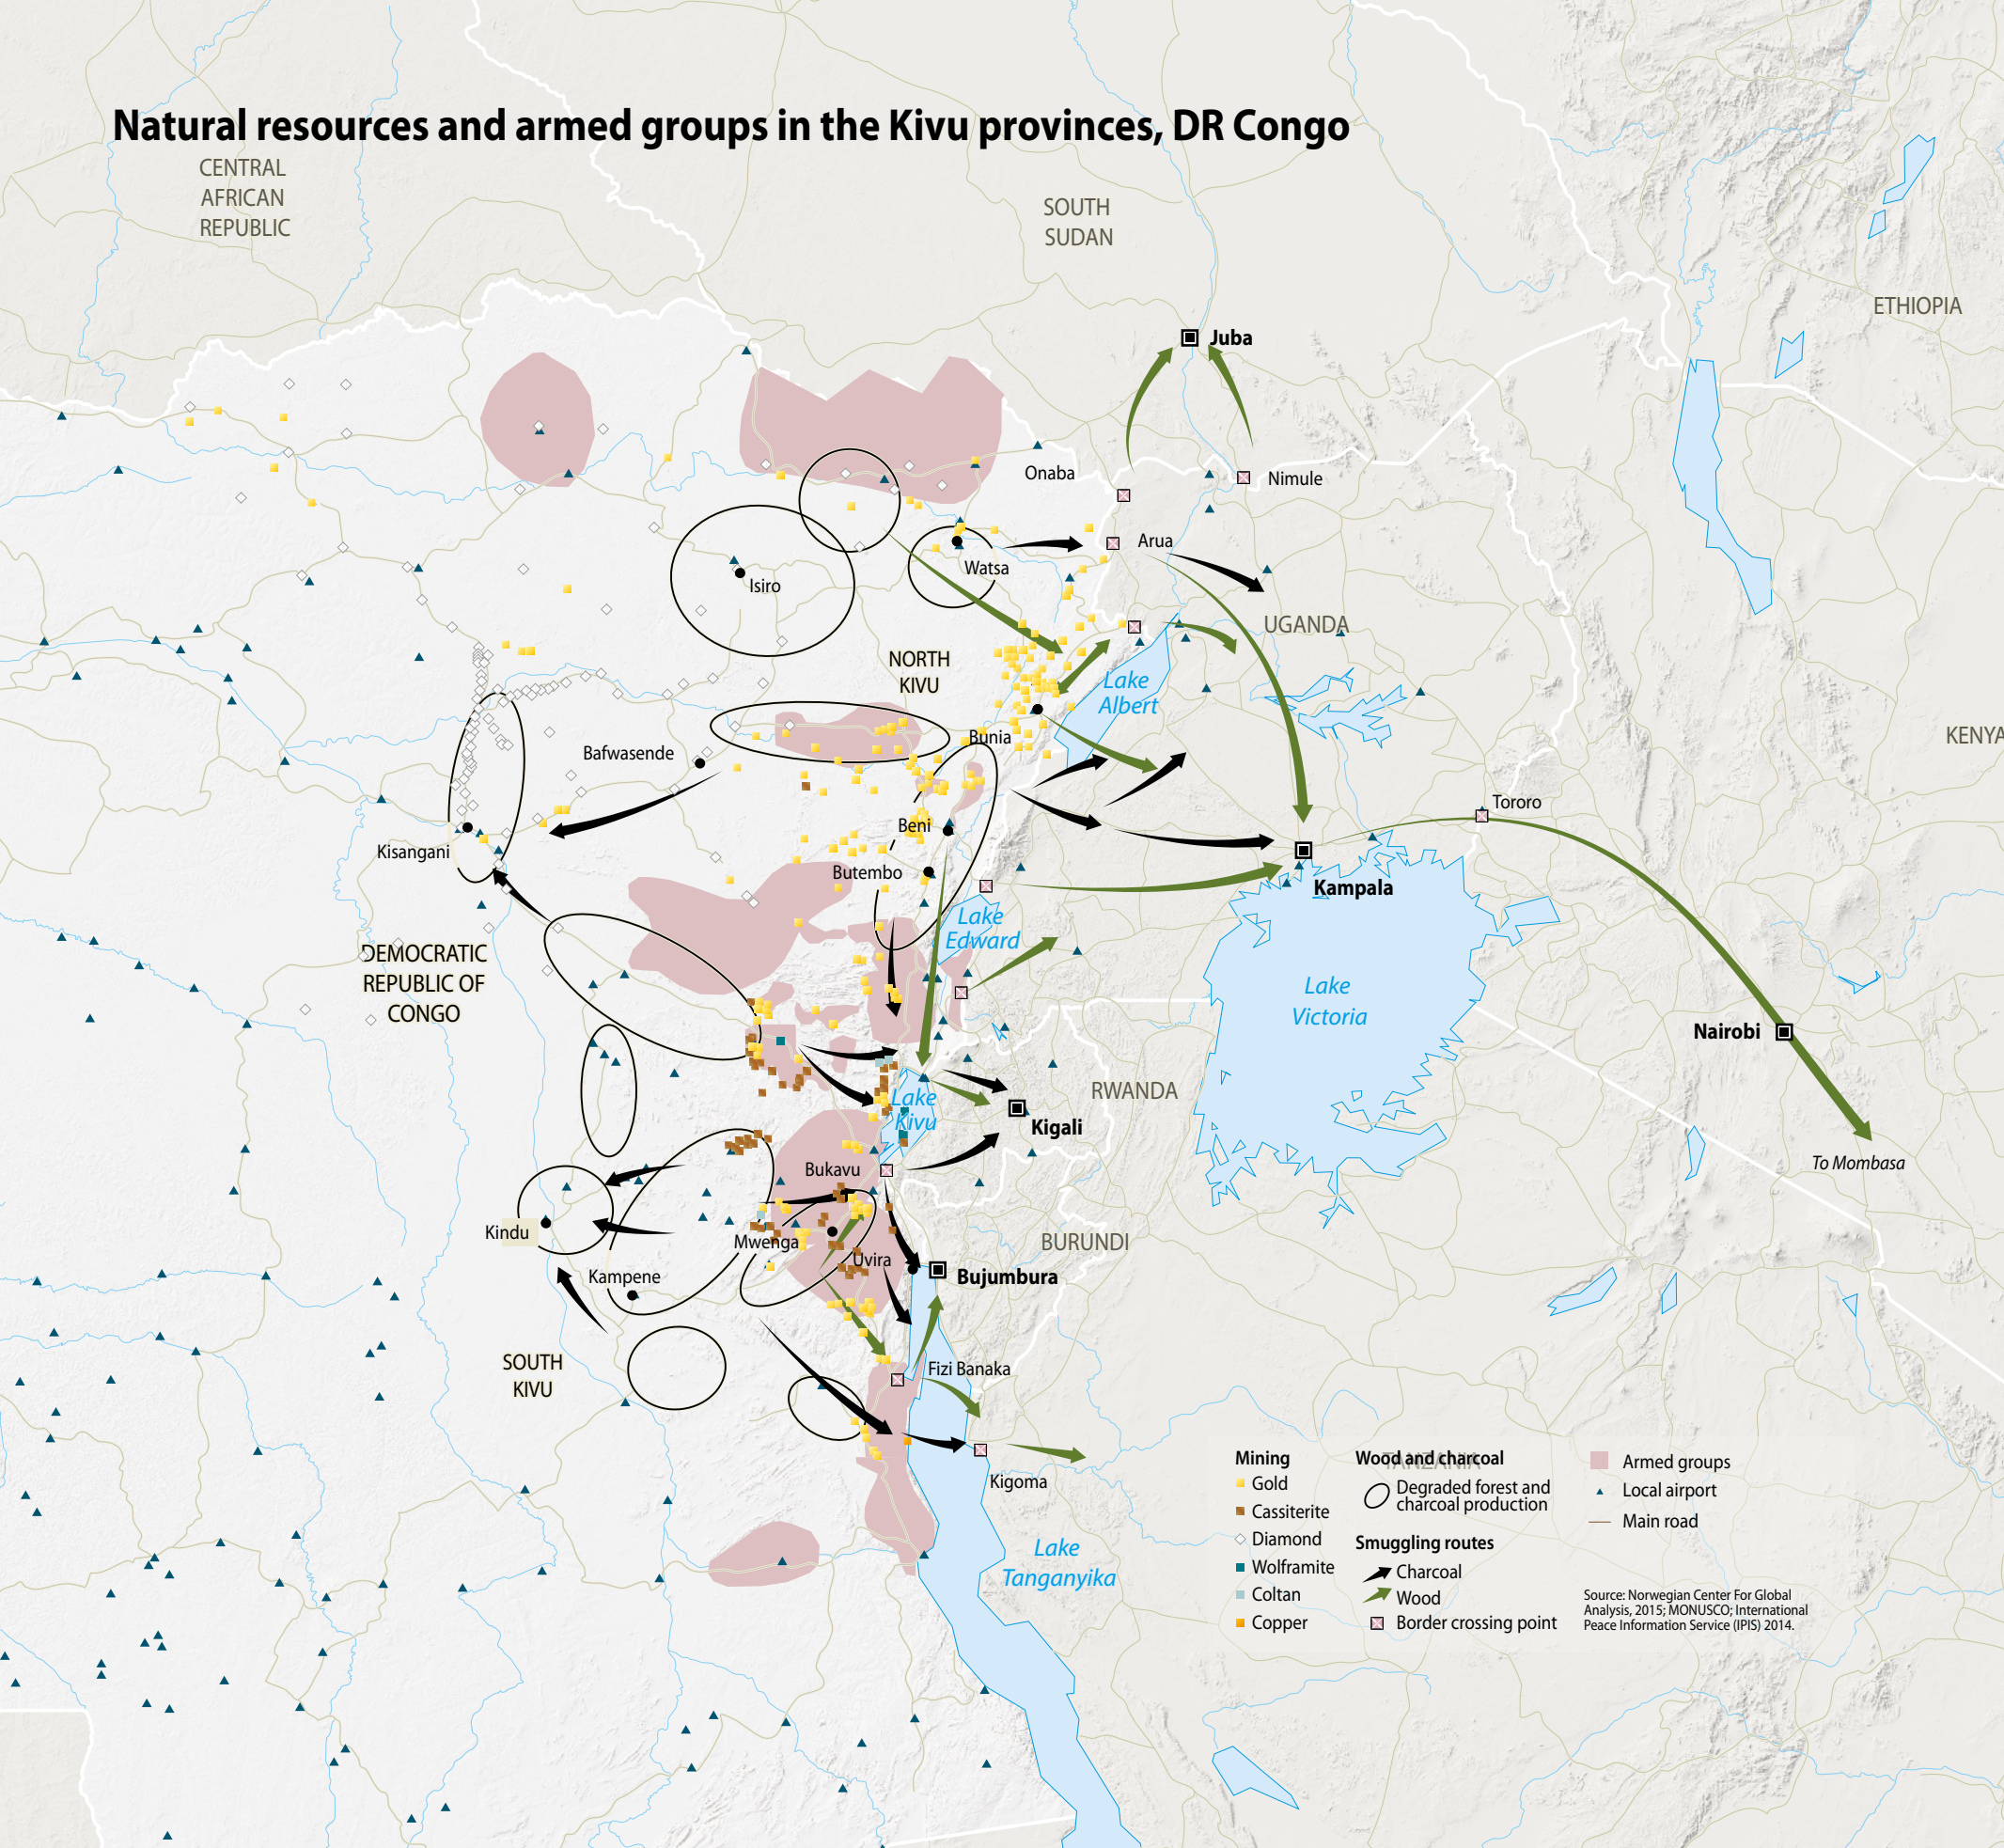 Natural resources and armed groups in the Kivu provinces, DR Congo
CENTRAL
AFRICAN
REPUBLIC
SOUTH
SUDAN
ETHIOPIA
Juba
Onaba
Nimule
Arua
Watsa
Isiro
UGANDA
NORTH
KIVU
Lake
Albert
Bunia
KENYA
Bafwasende
Tororo
Beni
Kisangani
Butembo
Kampala
Lake
Edward
DEMOCRATIC
REPUBLIC OF
CONGO
Lake
Victoria
Nairobi
RWANDA
Lake
Kivu
Kigali
To Mombasa
Bukavu
Kindu
Mwenga
BURUNDI
Uvira
Kampene
Bujumbura
SOUTH
KIVU
Fizi Banaka
Kigoma
TANZANIA
Lake
Tanganyika
Mining
Gold
Cassiterite
Diamond
Wolframite
Coltan
Copper
Wood and charcoal
Degraded forest and
charcoal production
Smuggling routes
Charcoal
Wood
Border crossing point
Armed groups
Local airport
Main road
Source: Norwegian Center For Global
Analysis, 2015; MONUSCO; International
Peace Information Service (IPIS) 2014.